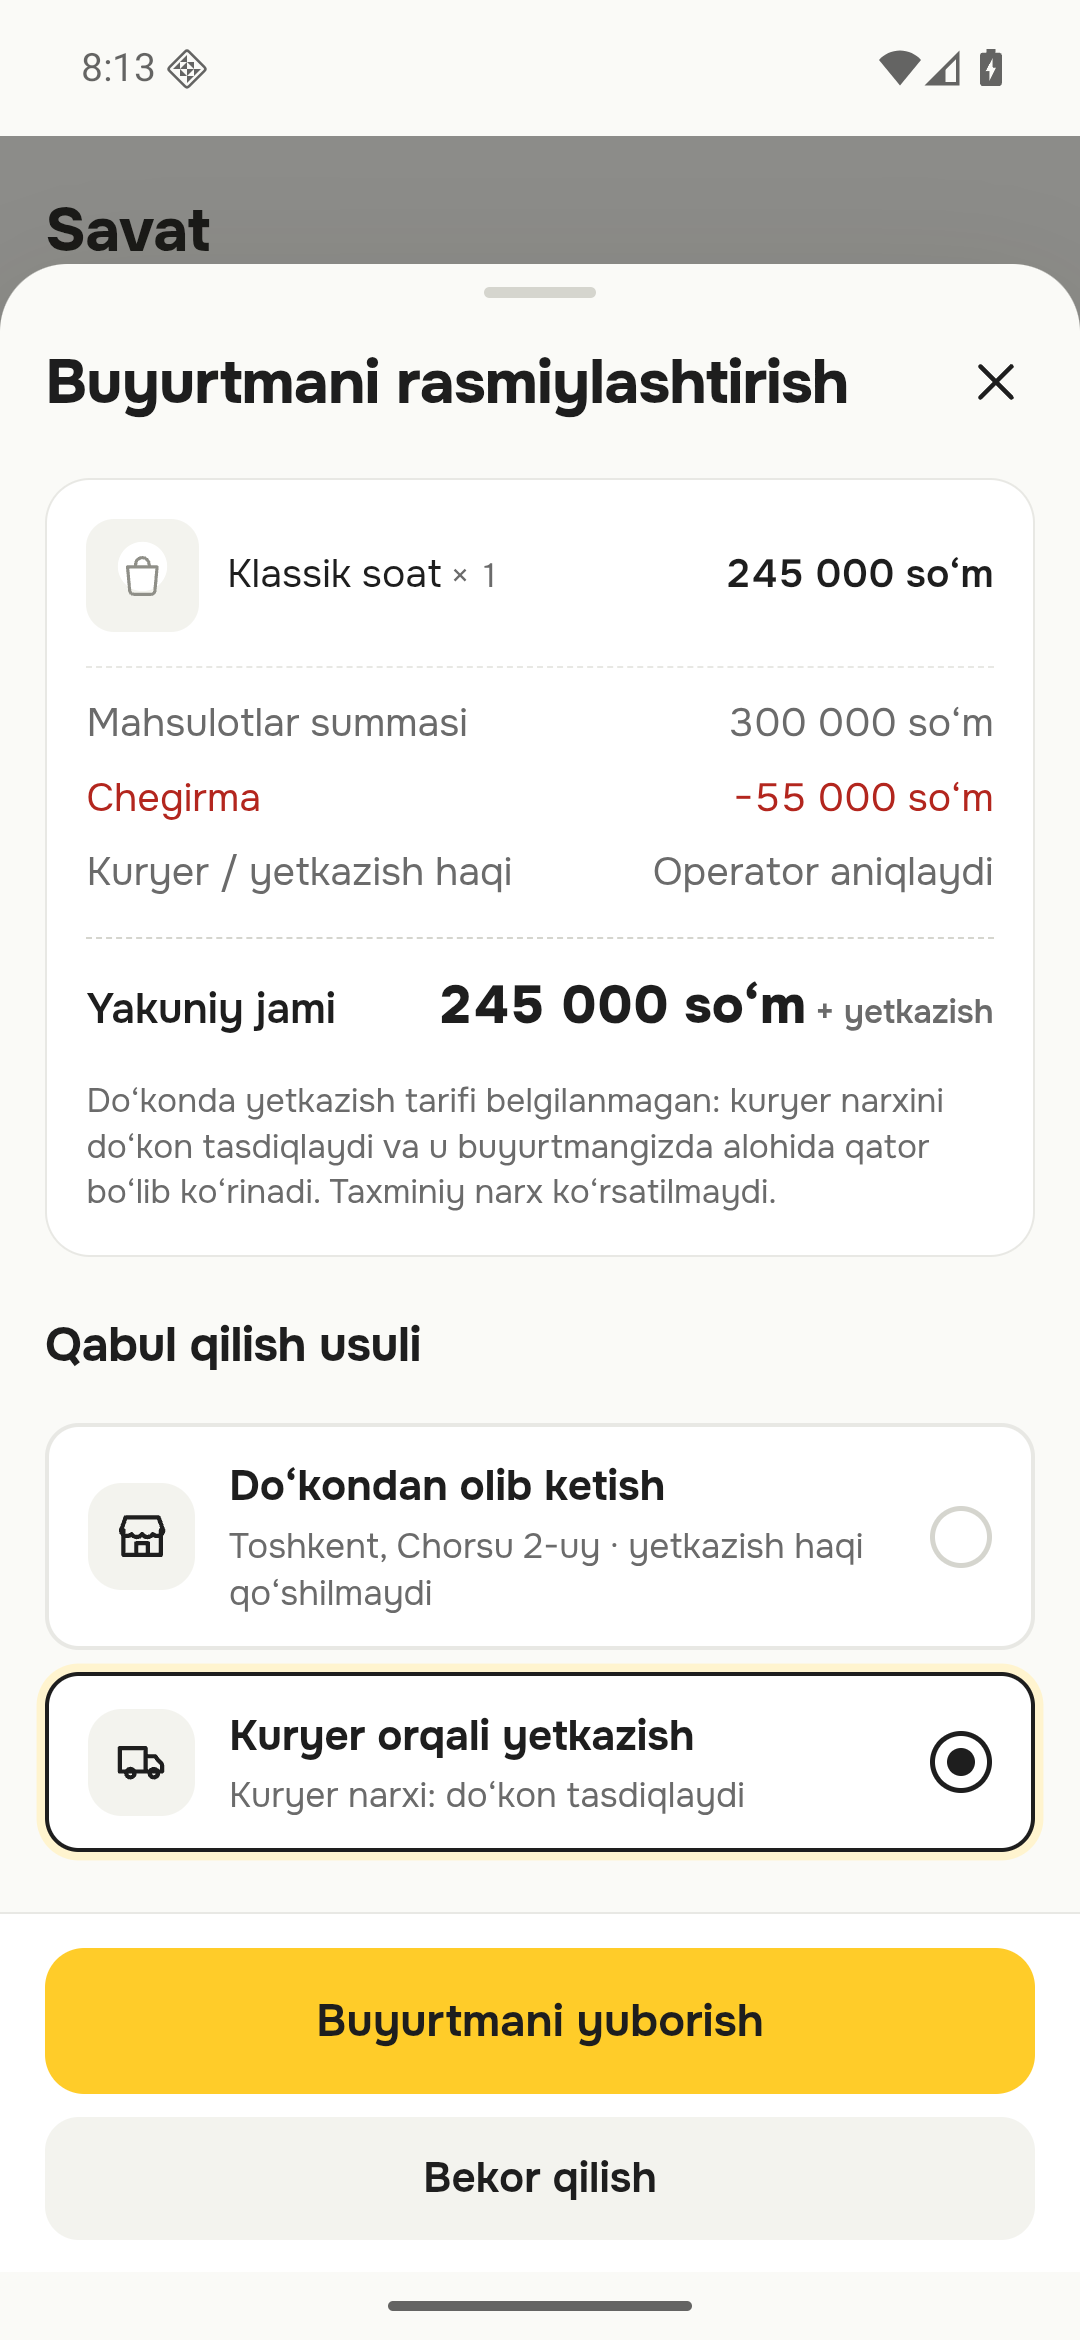 8:13
Savat
Buyurtmani rasmiylashtirish
Klassik soat × 1 245 000 so‘m
Mahsulotlar summasi 300 000 so‘m
Chegirma -55 000 so‘m
Kuryer / yetkazish haqi Operator aniqlaydi
Yakuniy jami 245 000 so‘m + yetkazish
Do‘konda yetkazish tarifi belgilanmagan: kuryer narxini
do‘kon tasdiqlaydi va u buyurtmangizda alohida qator
bo‘lib ko‘rinadi. Taxminiy narx ko‘rsatilmaydi.
Qabul qilish usuli
Do‘kondan olib ketish
Toshkent, Chorsu 2-uy · yetkazish haqi
qo‘shilmaydi
Kuryer orqali yetkazish
Kuryer narxi: do‘kon tasdiqlaydi
Buyurtmani yuborish
Bekor qilish